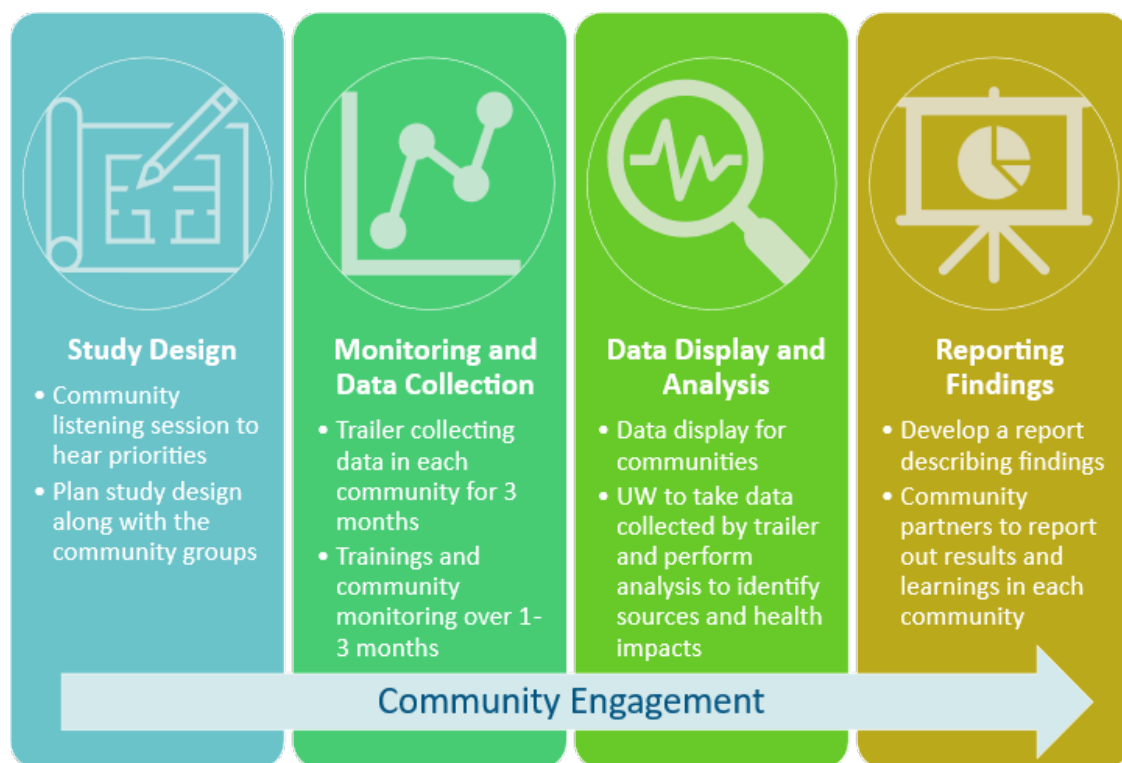 Study Design
• Community
listening session to
hear priorities
• Plan study design
along with the
community groups
Monitoring and
Data Collection
• Trailer collecting
data in each
community for 3
months
• Trainings and
community
monitoring over 1-
3 months
Data Display and
Analysis
• Data display for
communities
• UW to take data
collected by trailer
and perform
analysis to identify
sources and health
impacts
Reporting
Findings
• Develop a report
describing findings
• Community
partners to report
out results and
learnings in each
community
Community Engagement